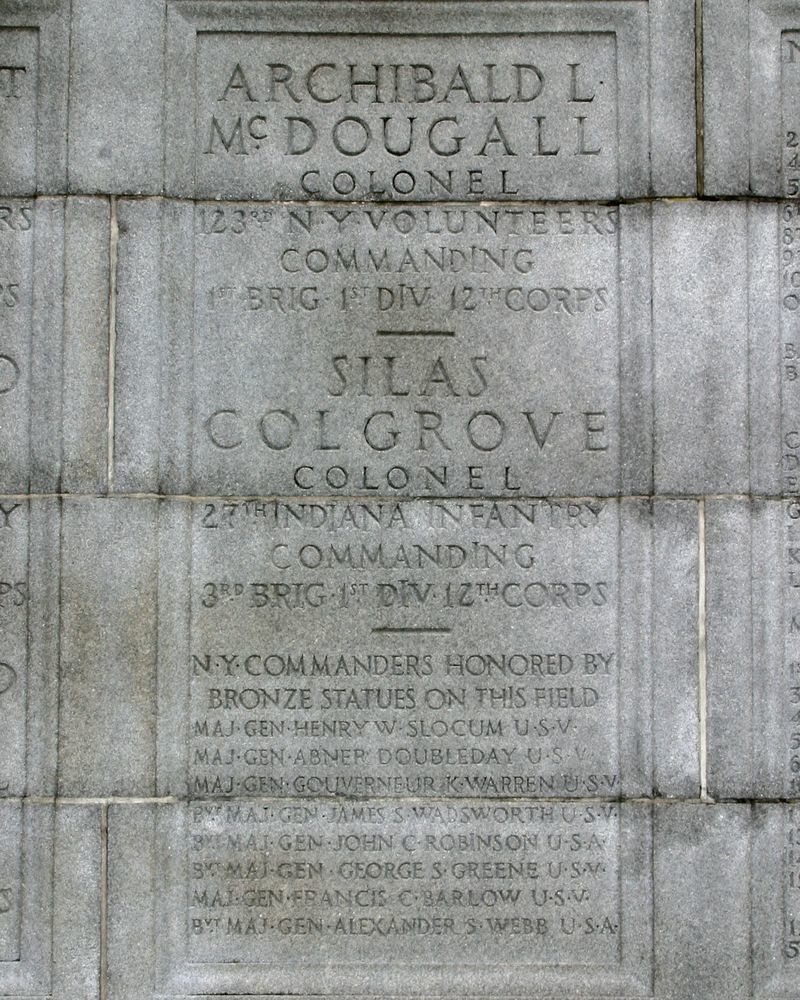 ARCHIBALD L·
McDOUGALL
COLONEL
123RD N·Y·VOLUNTEERS
COMMANDING
1ST BRIG·1ST DIV·12TH CORPS
SILAS
COLGROVE
COLONEL
27TH INDIANA INFANTRY
COMMANDING
3RD BRIG·1ST DIV·12TH CORPS
N·Y·COMMANDERS HONORED BY
BRONZE STATUES ON THIS FIELD
MAJ·GEN·HENRY W·SLOCUM U·S·V·
MAJ·GEN·ABNER DOUBLEDAY U·S·V·
MAJ·GEN·GOUVERNEUR K·WARREN U·S·V·
BVT MAJ·GEN·JAMES S·WADSWORTH U·S·V·
BVT MAJ·GEN·JOHN C·ROBINSON U·S·A·
BVT MAJ·GEN·GEORGE S·GREENE U·S·V·
MAJ·GEN·FRANCIS C·BARLOW U·S·V·
BVT MAJ·GEN·ALEXANDER S·WEBB U·S·A·